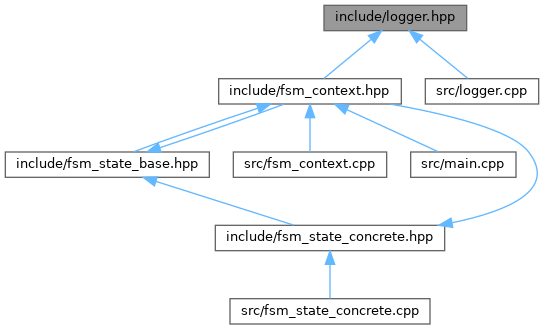 include/logger.hpp
include/fsm_context.hpp
src/logger.cpp
include/fsm_state_base.hpp
src/fsm_context.cpp
src/main.cpp
include/fsm_state_concrete.hpp
src/fsm_state_concrete.cpp